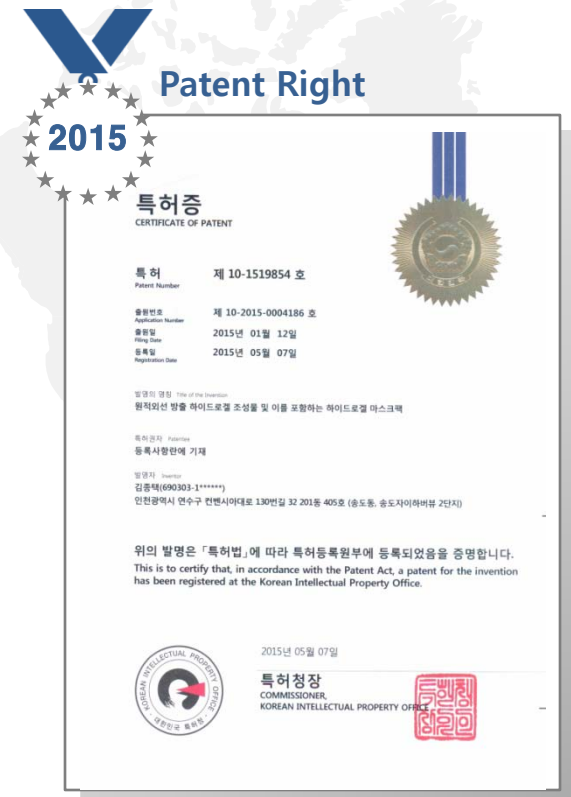 Patent Right
2015
특허증
CERTIFICATE OF PATENT
특 허 제 10-1519854 호
Patent Number
출원번호 제 10-2015-0004186 호
Application Number
출원일 2015년 01월 12일
Filing Date
등록일 2015년 05월 07일
Registration Date
발명의 명칭 Title of the Invention
원적외선 방출 하이드로겔 조성물 및 이를 포함하는 하이드로겔 마스크팩
특허권자 Patentee
등록사항란에 기재
발명자 Inventor
김종택(690303-1******)
인천광역시 연수구 컨벤시아대로 130번길 32 201동 405호 (송도동, 송도자이하버뷰 2단지)
위의 발명은 「특허법」에 따라 특허등록원부에 등록되었음을 증명합니다.
This is to certify that, in accordance with the Patent Act, a patent for the invention
has been registered at the Korean Intellectual Property Office.
2015년 05월 07일
특허청장
COMMISSIONER,
KOREAN INTELLECTUAL PROPERTY OFFICE
KOREAN INTELLECTUAL PROPERTY OFFICE
대한민국 특허청